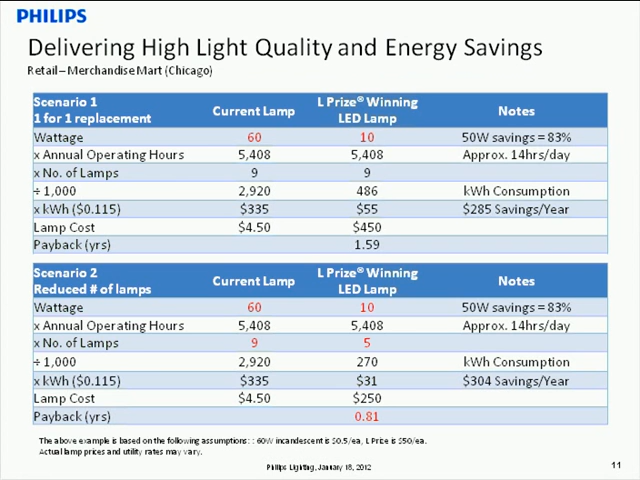 PHILIPS
Delivering High Light Quality and Energy Savings
Retail – Merchandise Mart (Chicago)
Scenario 1
1 for 1 replacement
Current Lamp
L Prize® Winning
LED Lamp
Notes
Wattage 60 10 50W savings = 83%
x Annual Operating Hours 5,408 5,408 Approx. 14hrs/day
x No. of Lamps 9 9
÷ 1,000 2,920 486 kWh Consumption
x kWh ($0.115) $335 $55 $285 Savings/Year
Lamp Cost $4.50 $450
Payback (yrs) 1.59
Scenario 2
Reduced # of lamps
Current Lamp
L Prize® Winning
LED Lamp
Notes
Wattage 60 10 50W savings = 83%
x Annual Operating Hours 5,408 5,408 Approx. 14hrs/day
x No. of Lamps 9 5
÷ 1,000 2,920 270 kWh Consumption
x kWh ($0.115) $335 $31 $304 Savings/Year
Lamp Cost $4.50 $250
Payback (yrs) 0.81
The above example is based on the following assumptions: : 60W incandescent is $0.5/ea, L Prize is $50/ea.
Actual lamp prices and utility rates may vary.
Philips Lighting, January 18, 2012
11